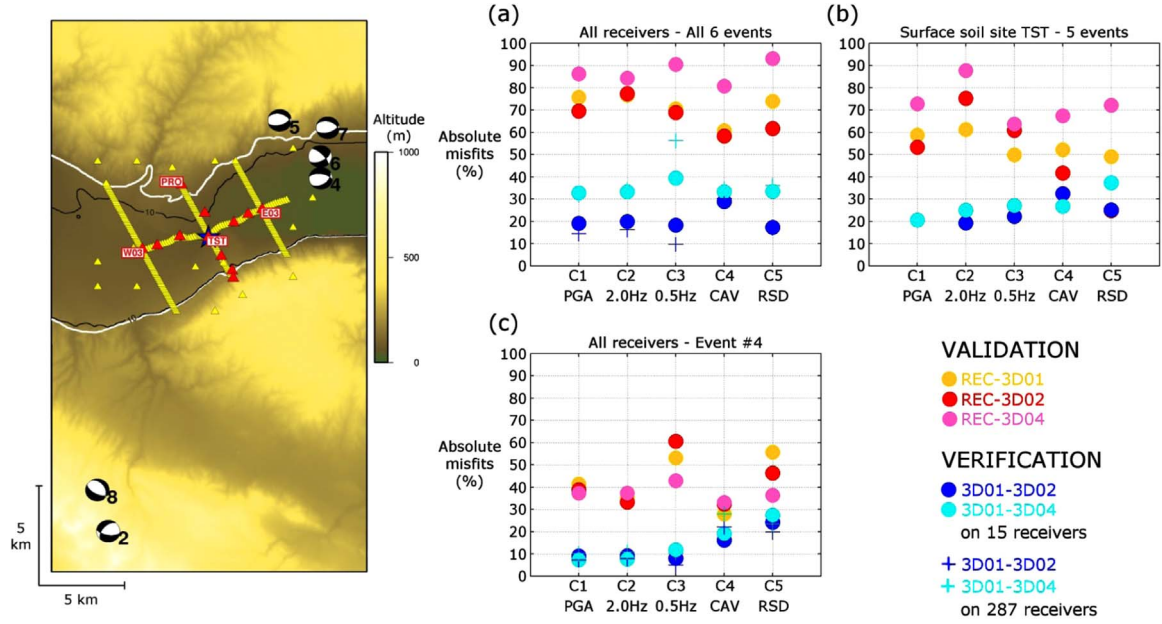 5
7
6
4
8
2
PRO
E03
TST
W03
10
10
Altitude
(m)
1000
500
0
5
km
5 km
(a)
All receivers - All 6 events
100
90
80
70
60
50
40
30
20
10
0
Absolute
misfits
(%)
C1 C2 C3 C4 C5
PGA 2.0Hz 0.5Hz CAV RSD
(b)
Surface soil site TST - 5 events
100
90
80
70
60
50
40
30
20
10
0
C1 C2 C3 C4 C5
PGA 2.0Hz 0.5Hz CAV RSD
(c)
All receivers - Event #4
100
90
80
70
60
50
40
30
20
10
0
Absolute
misfits
(%)
C1 C2 C3 C4 C5
PGA 2.0Hz 0.5Hz CAV RSD
VALIDATION
REC-3D01
REC-3D02
REC-3D04
VERIFICATION
3D01-3D02
3D01-3D04
on 15 receivers
3D01-3D02
3D01-3D04
on 287 receivers